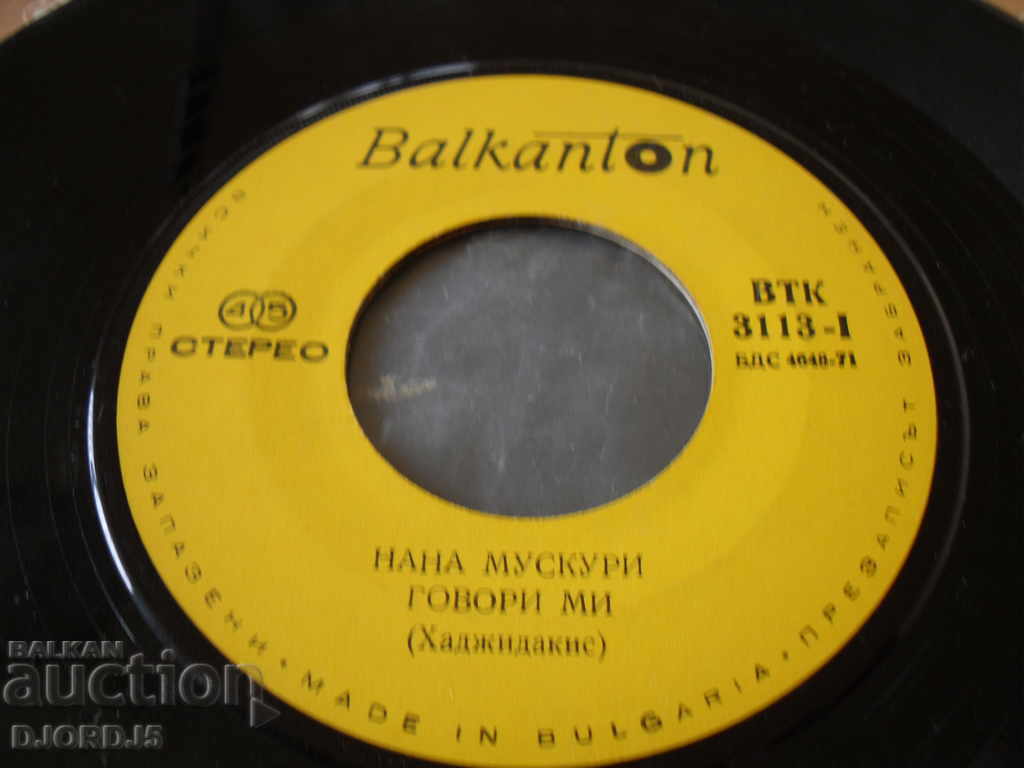 Balkanton
45
СТЕРЕО
ВТК
3113-I
БДС 4048-71
НАНА МУСКУРИ
ГОВОРИ МИ
(Хаджидакис)
ВСИЧКИ ПРАВА ЗАПАЗЕНИ • MADE IN BULGARIA • ПРЕЗАПИСЪТ ЗАБРАНЕН
BALKAN
auction
DJORDJ5